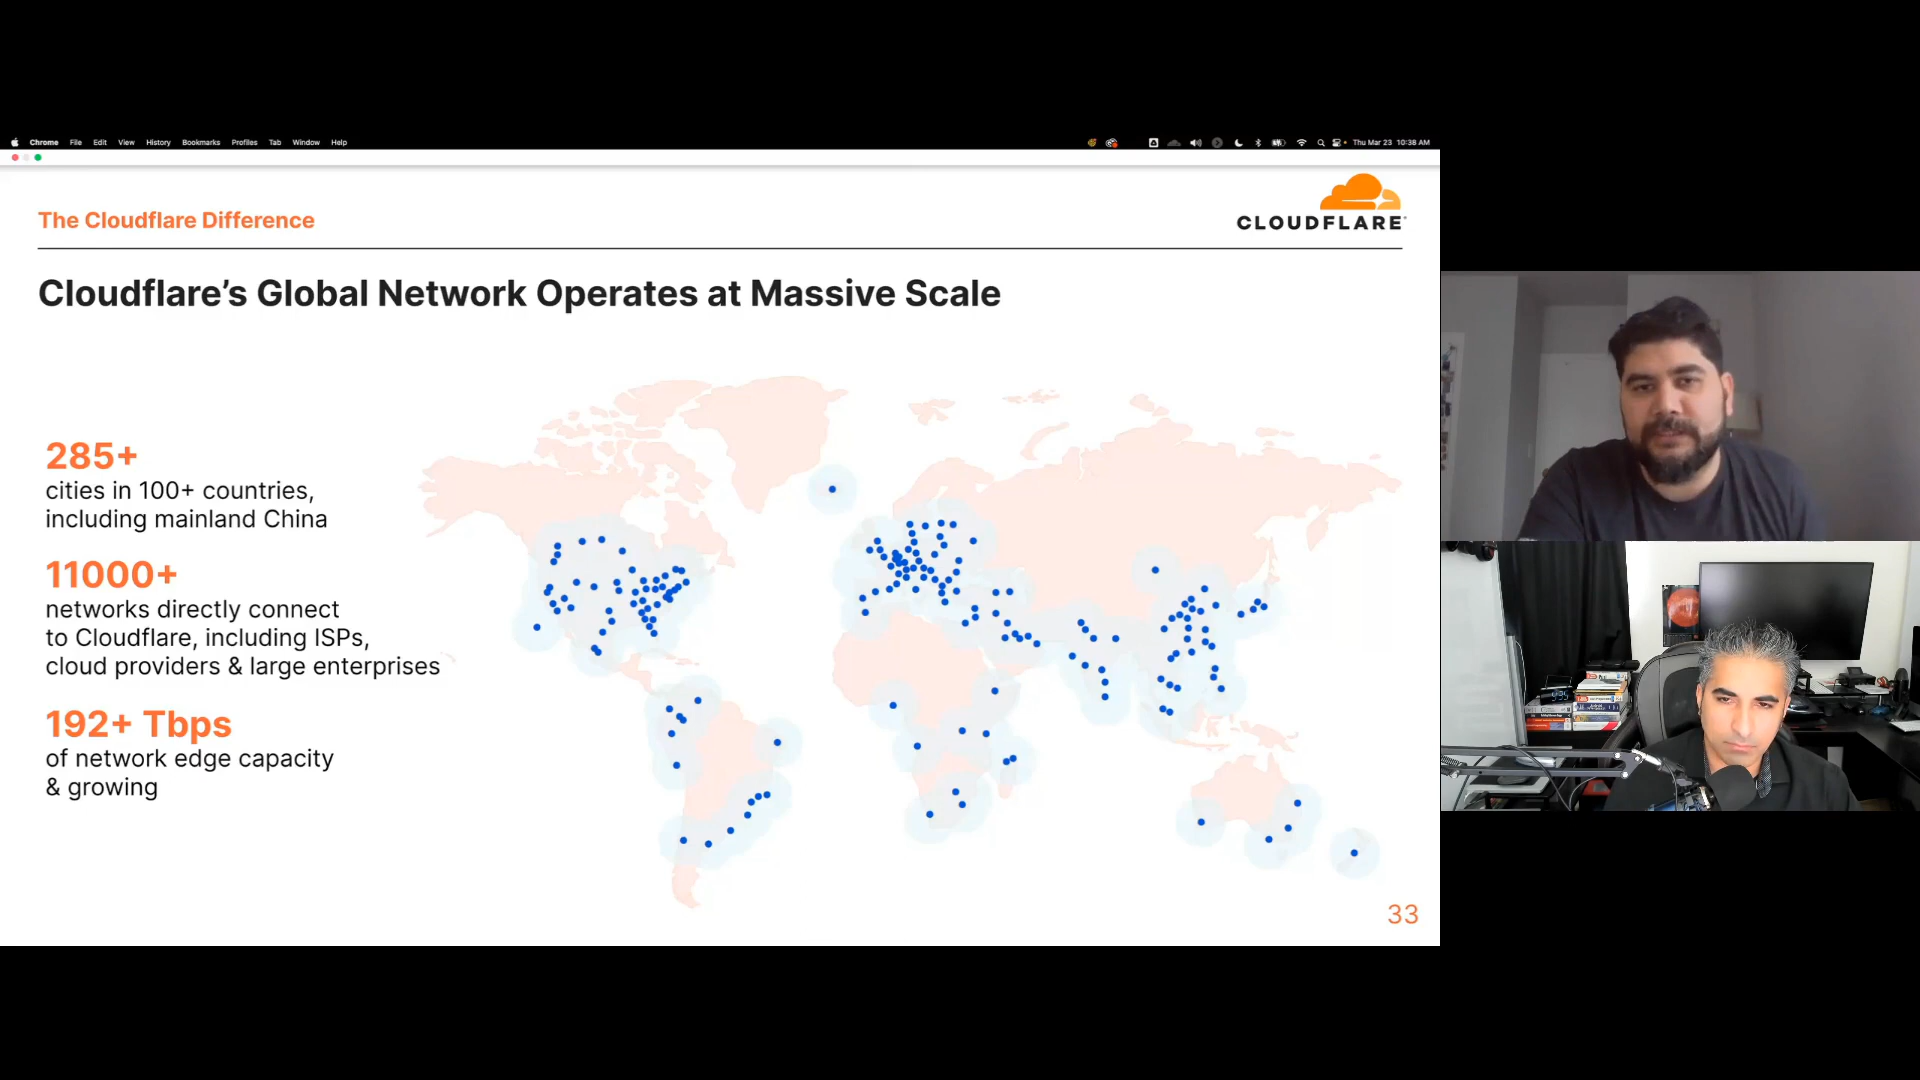 Chrome File Edit View History Bookmarks Profiles Tab Window Help
Thu Mar 23 10:38 AM
The Cloudflare Difference
CLOUDFLARE
Cloudflare’s Global Network Operates at Massive Scale
285+
cities in 100+ countries,
including mainland China
11000+
networks directly connect
to Cloudflare, including ISPs,
cloud providers & large enterprises
192+ Tbps
of network edge capacity
& growing
33